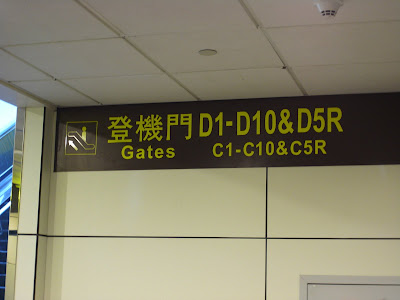 登機門 D1-D10&D5R
Gates C1-C10&C5R